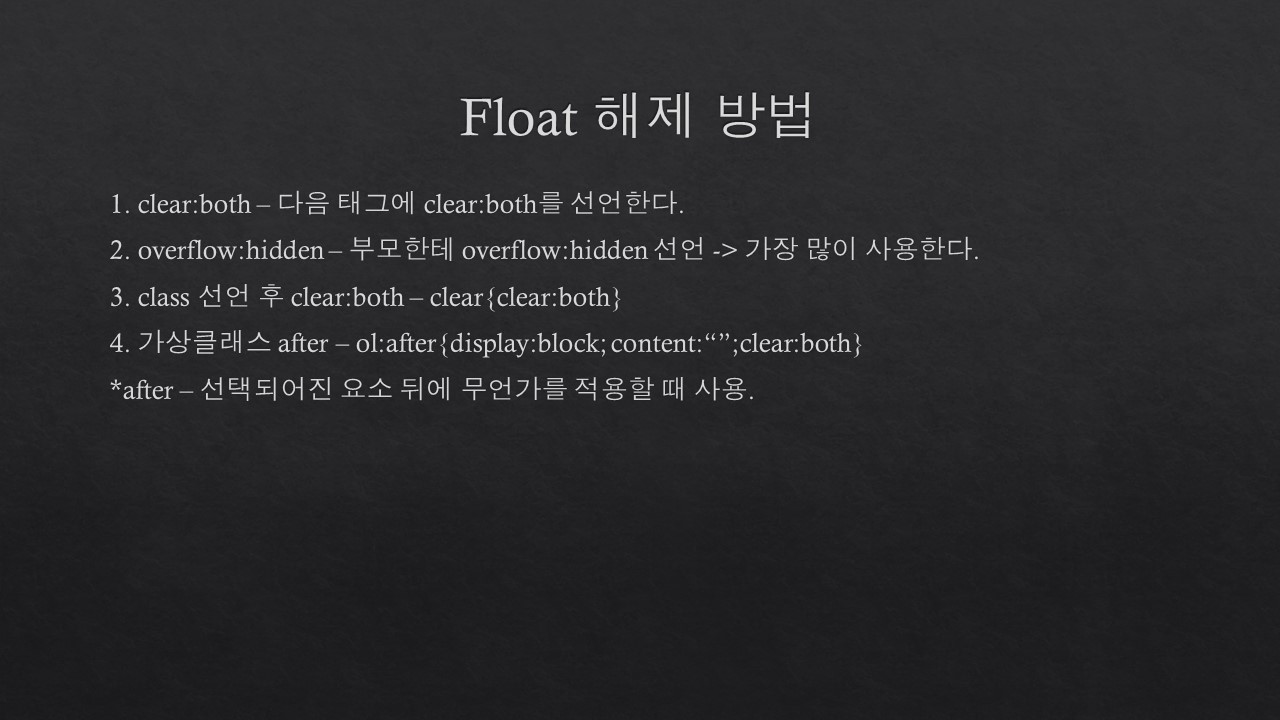 Float 해제 방법
1. clear:both – 다음 태그에 clear:both를 선언한다.
2. overflow:hidden – 부모한테 overflow:hidden 선언 -> 가장 많이 사용한다.
3. class 선언 후 clear:both – clear{clear:both}
4. 가상클래스 after – ol:after{display:block; content:“”;clear:both}
*after – 선택되어진 요소 뒤에 무언가를 적용할 때 사용.